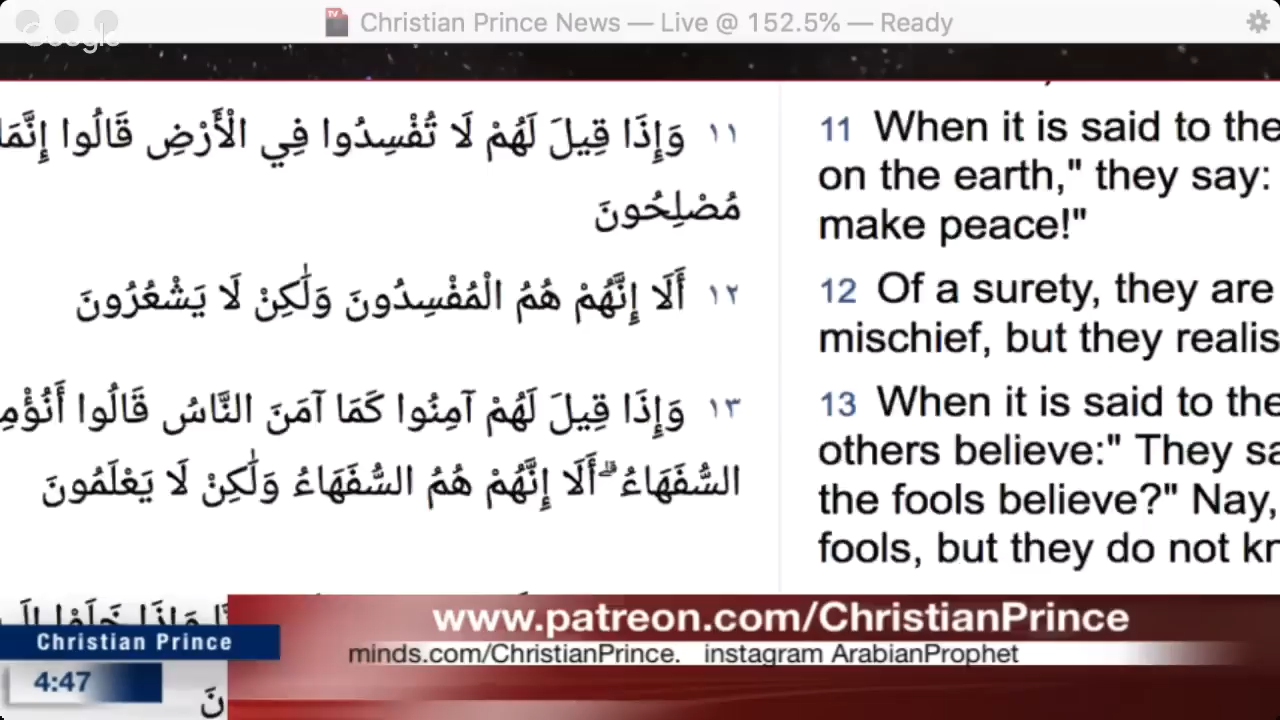 Christian Prince News — Live @ 152.5% — Ready
Google
١١ وَإِذَا قِيلَ لَهُمْ لَا تُفْسِدُوا فِي الْأَرْضِ قَالُوا إِنَّمَا
مُصْلِحُونَ
١٢ أَلَا إِنَّهُمْ هُمُ الْمُفْسِدُونَ وَلَٰكِنْ لَا يَشْعُرُونَ
١٣ وَإِذَا قِيلَ لَهُمْ آمِنُوا كَمَا آمَنَ النَّاسُ قَالُوا أَنُؤْمِ
السُّفَهَاءُ ۗ أَلَا إِنَّهُمْ هُمُ السُّفَهَاءُ وَلَٰكِنْ لَا يَعْلَمُونَ
11 When it is said to the
on the earth," they say:
make peace!"
12 Of a surety, they are
mischief, but they realis
13 When it is said to the
others believe:" They sa
the fools believe?" Nay,
fools, but they do not kn
www.patreon.com/ChristianPrince
Christian Prince
minds.com/ChristianPrince. instagram ArabianProphet
4:47